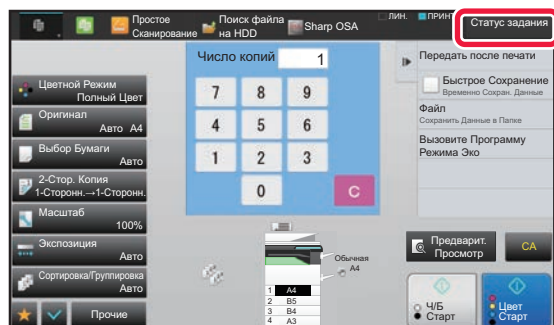 Простое
Сканирование
Поиск файла
на HDD
Sharp OSA
ЛИН.
ПРИНТ
Статус задания
Число копий
1
Передать после печати
Быстрое Сохранение
Временно Сохран. Данные
Файл
Сохранить Данные в Папке
Вызовите Программу
Режима Эко
Цветной Режим
Полный Цвет
Оригинал
Авто A4
Выбор Бумаги
Авто
2-Стор. Копия
1-Сторонн.→1-Сторонн.
Масштаб
100%
Экспозиция
Авто
Сортировка/Группировка
Авто
Прочие
7 8 9
4 5 6
1 2 3
0 C
Обычная
A4
1 A4
2 B5
3 B4
4 A3
Предварит.
Просмотр
CA
Ч/Б
Старт
Цвет
Старт